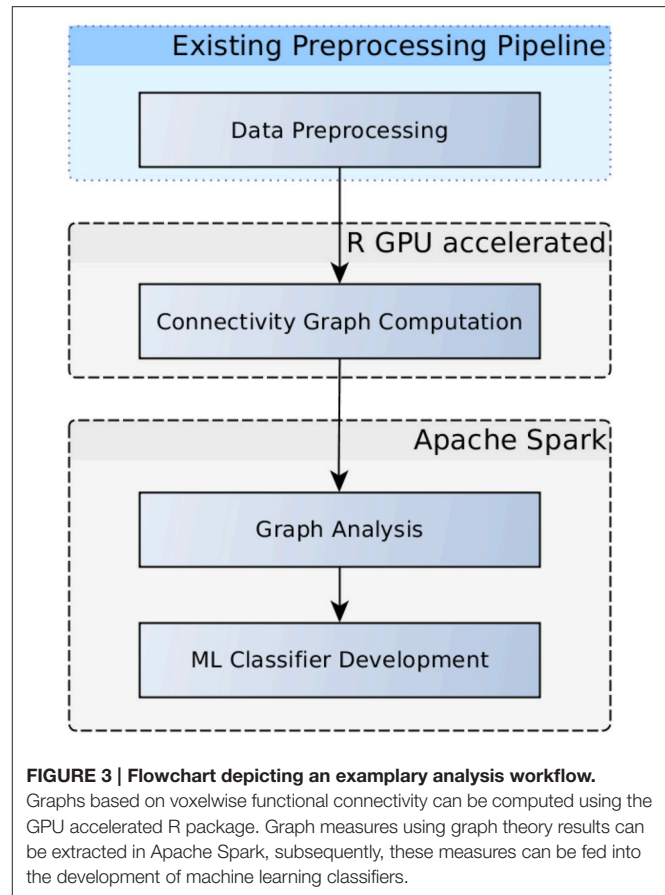 Existing Preprocessing Pipeline
Data Preprocessing
R GPU accelerated
Connectivity Graph Computation
Apache Spark
Graph Analysis
ML Classifier Development
FIGURE 3 | Flowchart depicting an examplary analysis workflow.
Graphs based on voxelwise functional connectivity can be computed using the
GPU accelerated R package. Graph measures using graph theory results can
be extracted in Apache Spark, subsequently, these measures can be fed into
the development of machine learning classifiers.